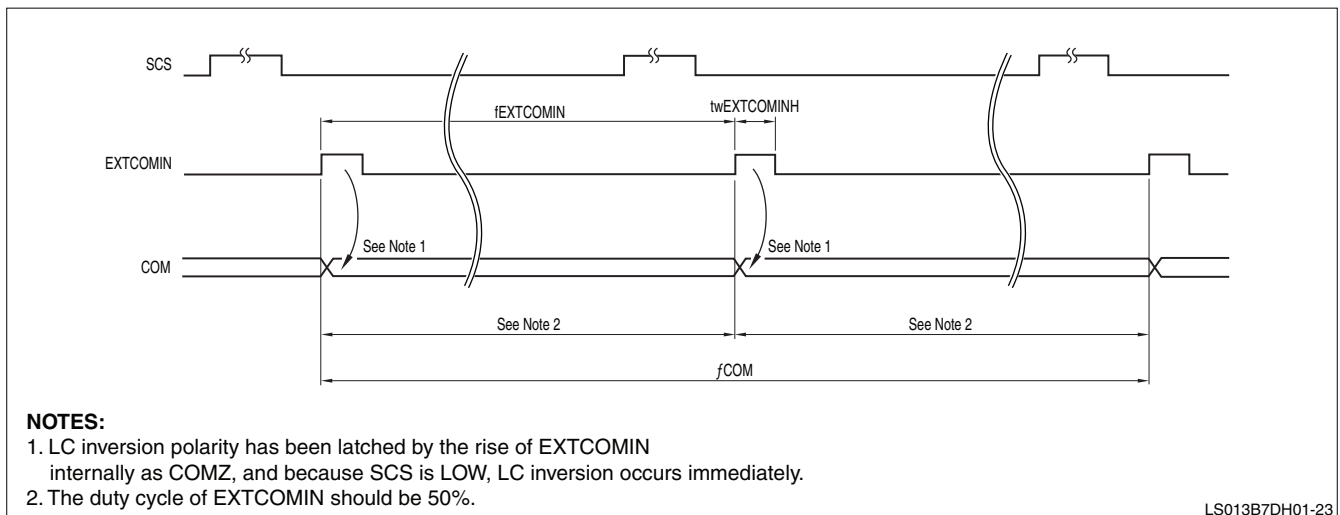 SCS
fEXTCOMIN
twEXTCOMINH
EXTCOMIN
See Note 1
See Note 1
COM
See Note 2
See Note 2
ƒCOM
NOTES:
1. LC inversion polarity has been latched by the rise of EXTCOMIN
internally as COMZ, and because SCS is LOW, LC inversion occurs immediately.
2. The duty cycle of EXTCOMIN should be 50%.
LS013B7DH01-23